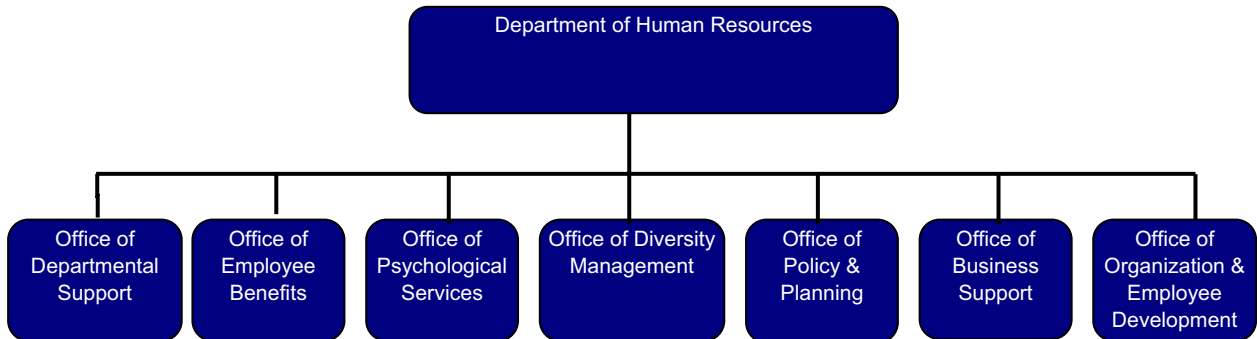 Department of Human Resources
Office of
Departmental
Support
Office of
Employee
Benefits
Office of
Psychological
Services
Office of Diversity
Management
Office of
Policy &
Planning
Office of
Business
Support
Office of
Organization &
Employee
Development